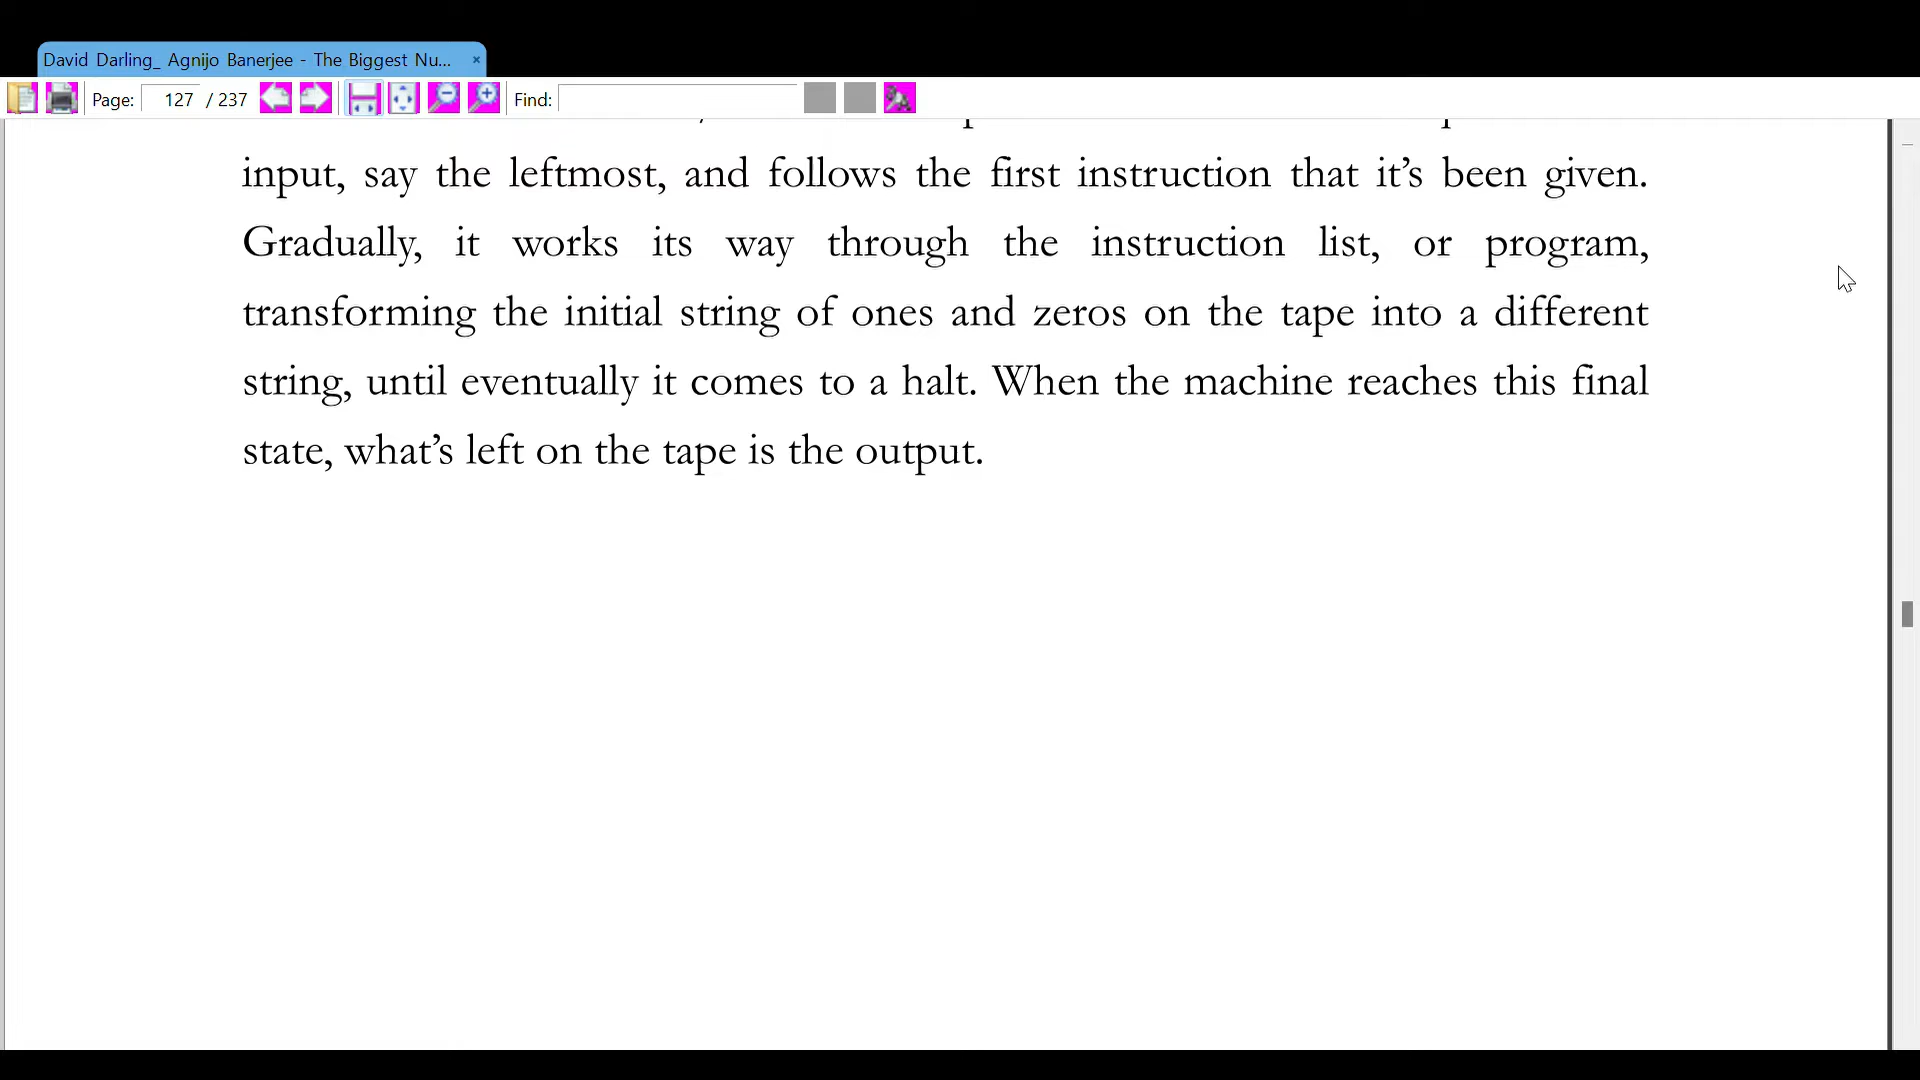 David Darling_ Agnijo Banerjee - The Biggest Nu...
Page: 127 / 237 Find:
input, say the leftmost, and follows the first instruction that it’s been given.
Gradually, it works its way through the instruction list, or program,
transforming the initial string of ones and zeros on the tape into a different
string, until eventually it comes to a halt. When the machine reaches this final
state, what’s left on the tape is the output.